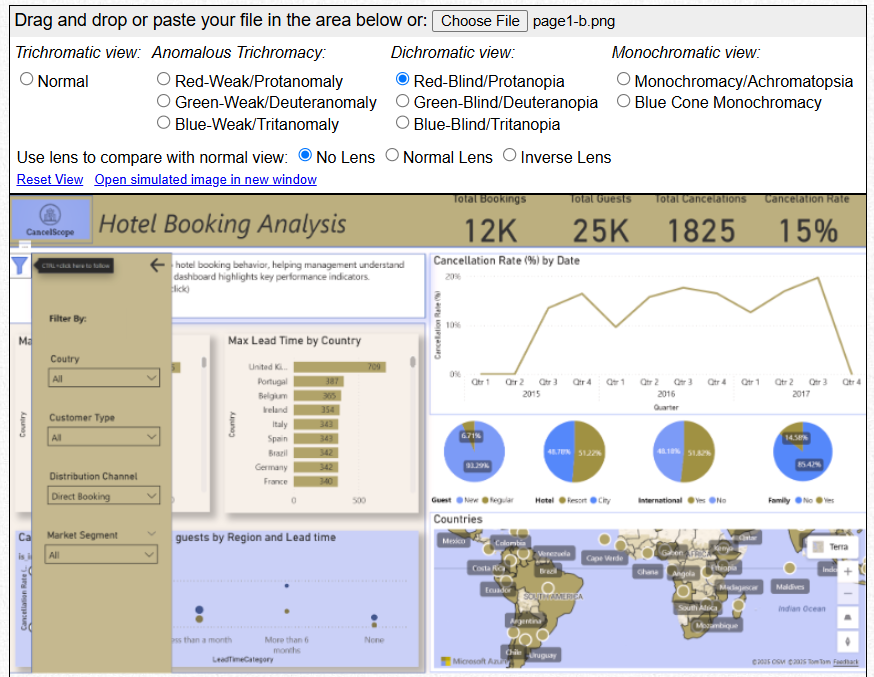 Drag and drop or paste your file in the area below or: Choose File page1-b.png
Trichromatic view: Anomalous Trichromacy: Dichromatic view: Monochromatic view:
Normal Red-Weak/Protanomaly Red-Blind/Protanopia Monochromacy/Achromatopsia
Green-Weak/Deuteranomaly Green-Blind/Deuteranopia Blue Cone Monochromacy
Blue-Weak/Tritanomaly Blue-Blind/Tritanopia
Use lens to compare with normal view: No Lens Normal Lens Inverse Lens
Reset View Open simulated image in new window
CancelScope
Hotel Booking Analysis
Total Bookings Total Guests Total Cancelations Cancelation Rate
12K 25K 1825 15%
CTRL+click here to follow
hotel booking behavior, helping management understand
dashboard highlights key performance indicators.
click)
Filter By:
Coutry
All
Customer Type
All
Distribution Channel
Direct Booking
Market Segment
All
Ma
Country
Max Lead Time by Country
Country
United Ki... 709
Portugal 387
Belgium 365
Ireland 354
Italy 343
Spain 343
Brazil 342
Germany 342
France 340
0 500
0
Cancellation Rate (%) by Date
Cancellation Rate (%)
20%
10%
0%
Qtr 1 Qtr 2 Qtr 3 Qtr 4 Qtr 1 Qtr 2 Qtr 3 Qtr 4 Qtr 1 Qtr 2 Qtr 3 Qtr 4
2015 2016 2017
Quarter
6.71% 93.29%
48.78% 51.22%
48.18% 51.82%
14.58% 85.42%
Guest New Regular Hotel Resort City International Yes No Family No Yes
Ca
guests by Region and Lead time
is_i
Cancellation Rate (...
ess than a month More than 6 months None
LeadTimeCategory
Countries
Mexico
Colombia
Venezuela
Costa Rica
Brazil
Ecuador
SOUTH AMERICA
Argentina
Chile
Uruguay
Cape Verde
Gabon
Kenya
Qatar
Ghana
Angola
Ethiopia
Madagascar
South Africa
Mozambique
Maldives
Indo
Indian Ocean
Terra
+
−
Microsoft Azu
©2025 OSM ©2025 TomTom Feedback